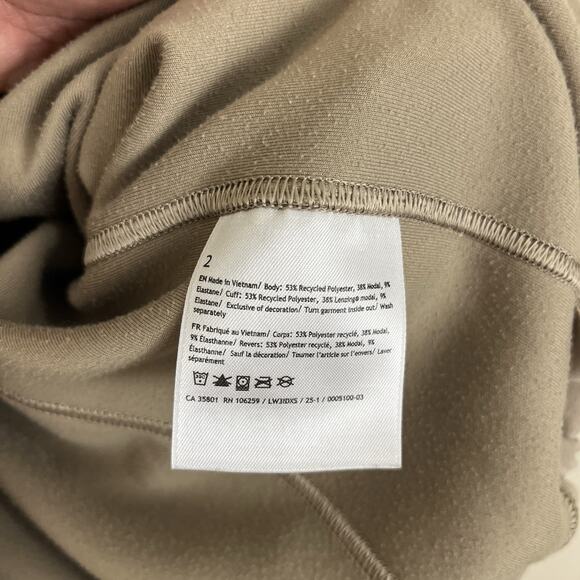 2
EN Made in Vietnam/ Body: 53% Recycled Polyester, 38% Modal, 9%
Elastane/ Cuff: 53% Recycled Polyester, 38% Lenzing® modal, 9%
Elastane/ Exclusive of decoration/ Turn garment inside out/ Wash
separately
FR Fabriqué au Vietnam/ Corps: 53% Polyester recyclé, 38% Modal,
9% Élasthanne/ Revers: 53% Polyester recyclé, 38% Modal, 9%
Élasthanne/ Sauf la décoration/ Tourner l'article sur l'envers/ Laver
séparément
CA 35801 RN 106259 / LW3IDXS / 25-1 / 0005100-03